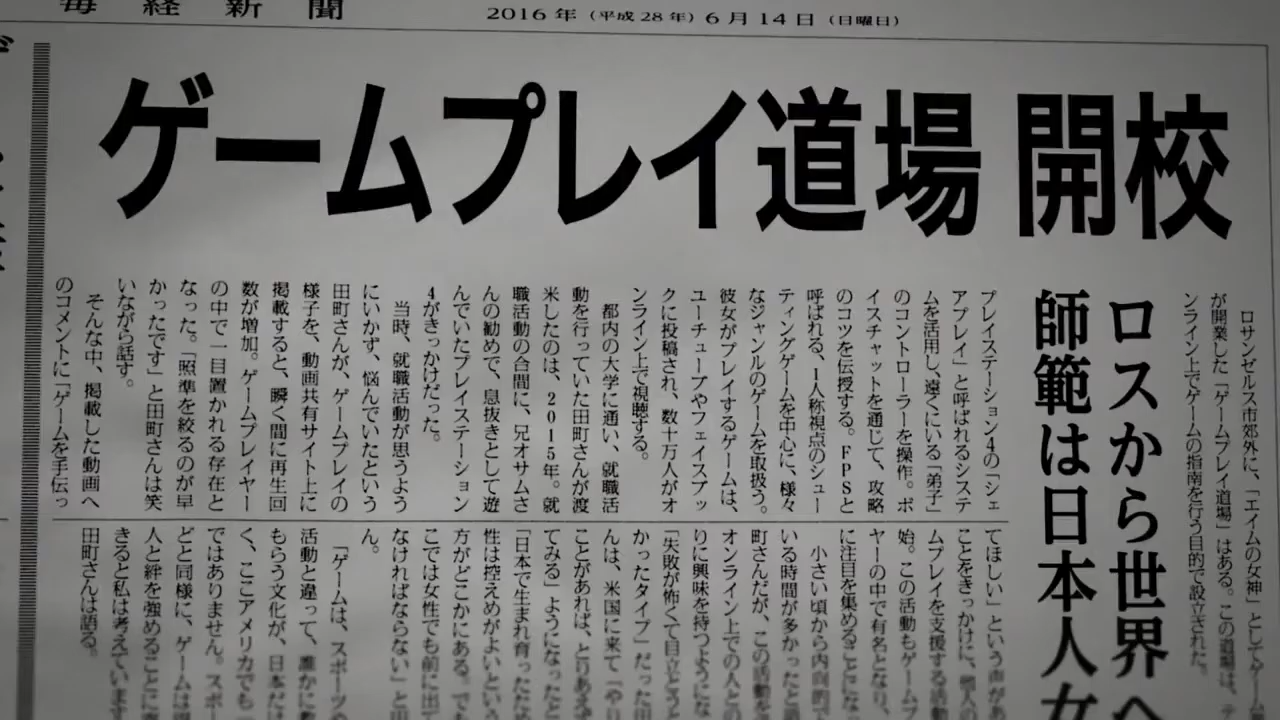 毎経新聞
2016年（平成28年）6月14日（日曜日）
ゲームプレイ道場 開校
ロスから世界へ
師範は日本人女
ロサンゼルス市郊外に、「エイムの女神」として
が開業した「ゲームプレイ道場」はある。この道場は、
ンライン上でゲームの指南を行う目的で設立された。
プレイステーション4の「シェ
アプレイ」と呼ばれるシステ
ムを活用し、遠くにいる「弟子」
のコントローラーを操作。ボ
イスチャットを通じて、攻略
のコツを伝授する。FPSと
呼ばれる、1人称視点のシュー
ティングゲームを中心に、様々
なジャンルのゲームを取扱う。
彼女がプレイするゲームは、
ユーチューブやフェイスブッ
クに投稿され、数十万人がオ
ンライン上で視聴する。
都内の大学に通い、就職活
動を行っていた田町さんが渡
米したのは、2015年。就
職活動の合間に、兄オサムさ
んの勧めで、息抜きとして遊
んでいたプレイステーション
4がきっかけだった。
当時、就職活動が思うよう
にいかず、悩んでいたという
田町さんが、ゲームプレイの
様子を、動画共有サイト上に
掲載すると、瞬く間に再生回
数が増加。ゲームプレイヤー
の中で一目置かれる存在と
なった。「照準を絞るのが早
かったです」と田町さんは笑
いながら話す。
そんな中、掲載した動画へ
のコメントに「ゲームを手伝っ
てほしい」という声があ
ことをきっかけに、他人の
ムプレイを支援する活動
始。この活動もゲームプ
ヤーの中で有名となり、
に注目を集めることにな
小さい頃から内向的で
いる時間が多かったと
町さんだが、この活動を
オンライン上での人との
りに興味を持つようにな
「失敗が怖くて目立とうと
かったタイプ」だった田
んは、米国に来て「やり
ことがあれば、とりあえず
てみる」ようになったと
「日本で生まれ育ったため
性は控えめがよいという
方がどこかにある。でも
こでは女性でも前に出て
なければならない」と田
ん。
「ゲームは、スポーツや
活動と違って、誰かに教
もらう文化が、日本だけ
く、ここアメリカでも一
ではありません。スポー
どと同様に、ゲームは国
人と絆を強めることに
きると私は考えています
田町さんは語る。